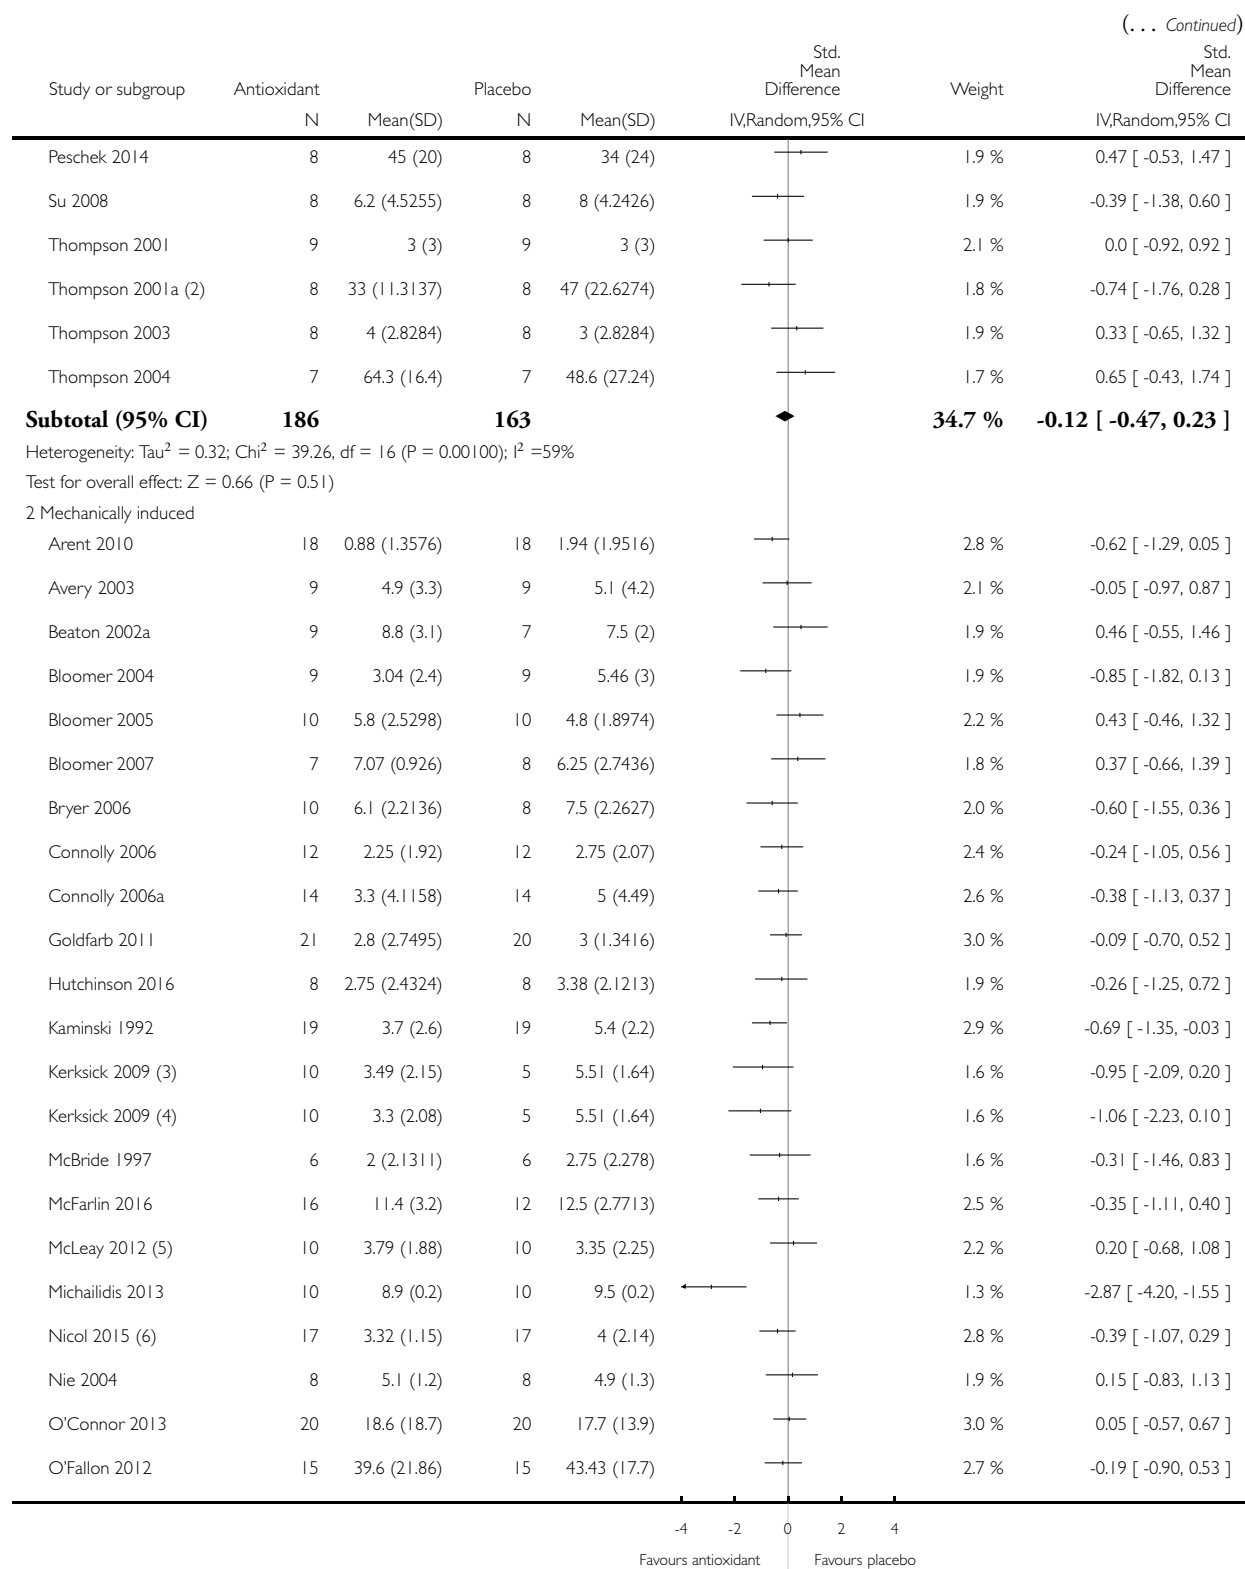 (... Continued)
Std.
Mean
Difference
Std.
Mean
Difference
Study or subgroup Antioxidant Placebo Weight
N Mean(SD) N Mean(SD) IV,Random,95% CI IV,Random,95% CI
Peschek 2014 8 45 (20) 8 34 (24) 1.9 % 0.47 [ -0.53, 1.47 ]
Su 2008 8 6.2 (4.5255) 8 8 (4.2426) 1.9 % -0.39 [ -1.38, 0.60 ]
Thompson 2001 9 3 (3) 9 3 (3) 2.1 % 0.0 [ -0.92, 0.92 ]
Thompson 2001a (2) 8 33 (11.3137) 8 47 (22.6274) 1.8 % -0.74 [ -1.76, 0.28 ]
Thompson 2003 8 4 (2.8284) 8 3 (2.8284) 1.9 % 0.33 [ -0.65, 1.32 ]
Thompson 2004 7 64.3 (16.4) 7 48.6 (27.24) 1.7 % 0.65 [ -0.43, 1.74 ]
Subtotal (95% CI) 186 163 34.7 % -0.12 [ -0.47, 0.23 ]
Heterogeneity: Tau² = 0.32; Chi² = 39.26, df = 16 (P = 0.00100); I² =59%
Test for overall effect: Z = 0.66 (P = 0.51)
2 Mechanically induced
Arent 2010 18 0.88 (1.3576) 18 1.94 (1.9516) 2.8 % -0.62 [ -1.29, 0.05 ]
Avery 2003 9 4.9 (3.3) 9 5.1 (4.2) 2.1 % -0.05 [ -0.97, 0.87 ]
Beaton 2002a 9 8.8 (3.1) 7 7.5 (2) 1.9 % 0.46 [ -0.55, 1.46 ]
Bloomer 2004 9 3.04 (2.4) 9 5.46 (3) 1.9 % -0.85 [ -1.82, 0.13 ]
Bloomer 2005 10 5.8 (2.5298) 10 4.8 (1.8974) 2.2 % 0.43 [ -0.46, 1.32 ]
Bloomer 2007 7 7.07 (0.926) 8 6.25 (2.7436) 1.8 % 0.37 [ -0.66, 1.39 ]
Bryer 2006 10 6.1 (2.2136) 8 7.5 (2.2627) 2.0 % -0.60 [ -1.55, 0.36 ]
Connolly 2006 12 2.25 (1.92) 12 2.75 (2.07) 2.4 % -0.24 [ -1.05, 0.56 ]
Connolly 2006a 14 3.3 (4.1158) 14 5 (4.49) 2.6 % -0.38 [ -1.13, 0.37 ]
Goldfarb 2011 21 2.8 (2.7495) 20 3 (1.3416) 3.0 % -0.09 [ -0.70, 0.52 ]
Hutchinson 2016 8 2.75 (2.4324) 8 3.38 (2.1213) 1.9 % -0.26 [ -1.25, 0.72 ]
Kaminski 1992 19 3.7 (2.6) 19 5.4 (2.2) 2.9 % -0.69 [ -1.35, -0.03 ]
Kerksick 2009 (3) 10 3.49 (2.15) 5 5.51 (1.64) 1.6 % -0.95 [ -2.09, 0.20 ]
Kerksick 2009 (4) 10 3.3 (2.08) 5 5.51 (1.64) 1.6 % -1.06 [ -2.23, 0.10 ]
McBride 1997 6 2 (2.1311) 6 2.75 (2.278) 1.6 % -0.31 [ -1.46, 0.83 ]
McFarlin 2016 16 11.4 (3.2) 12 12.5 (2.7713) 2.5 % -0.35 [ -1.11, 0.40 ]
McLeay 2012 (5) 10 3.79 (1.88) 10 3.35 (2.25) 2.2 % 0.20 [ -0.68, 1.08 ]
Michailidis 2013 10 8.9 (0.2) 10 9.5 (0.2) 1.3 % -2.87 [ -4.20, -1.55 ]
Nicol 2015 (6) 17 3.32 (1.15) 17 4 (2.14) 2.8 % -0.39 [ -1.07, 0.29 ]
Nie 2004 8 5.1 (1.2) 8 4.9 (1.3) 1.9 % 0.15 [ -0.83, 1.13 ]
O'Connor 2013 20 18.6 (18.7) 20 17.7 (13.9) 3.0 % 0.05 [ -0.57, 0.67 ]
O'Fallon 2012 15 39.6 (21.86) 15 43.43 (17.7) 2.7 % -0.19 [ -0.90, 0.53 ]
-4 -2 0 2 4
Favours antioxidant Favours placebo